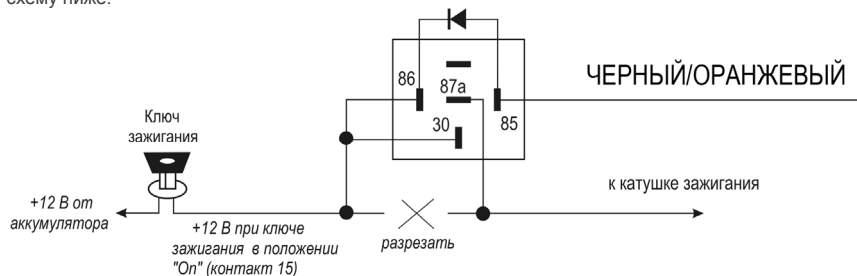 схему ниже.
86
87а
30
85
ЧЕРНЫЙ/ОРАНЖЕВЫЙ
Ключ
зажигания
+12 В от
аккумулятора
+12 В при ключе
зажигания в положении
"On" (контакт 15)
разрезать
к катушке зажигания